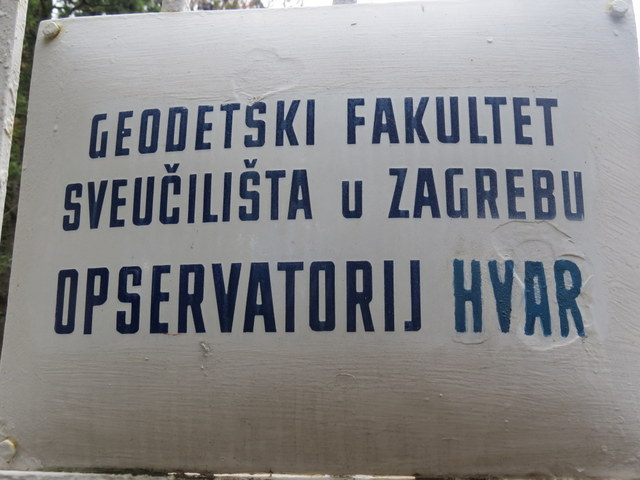 GEODETSKI FAKULTET
SVEUČILIŠTA u ZAGREBU
OPSERVATORIJ HVAR